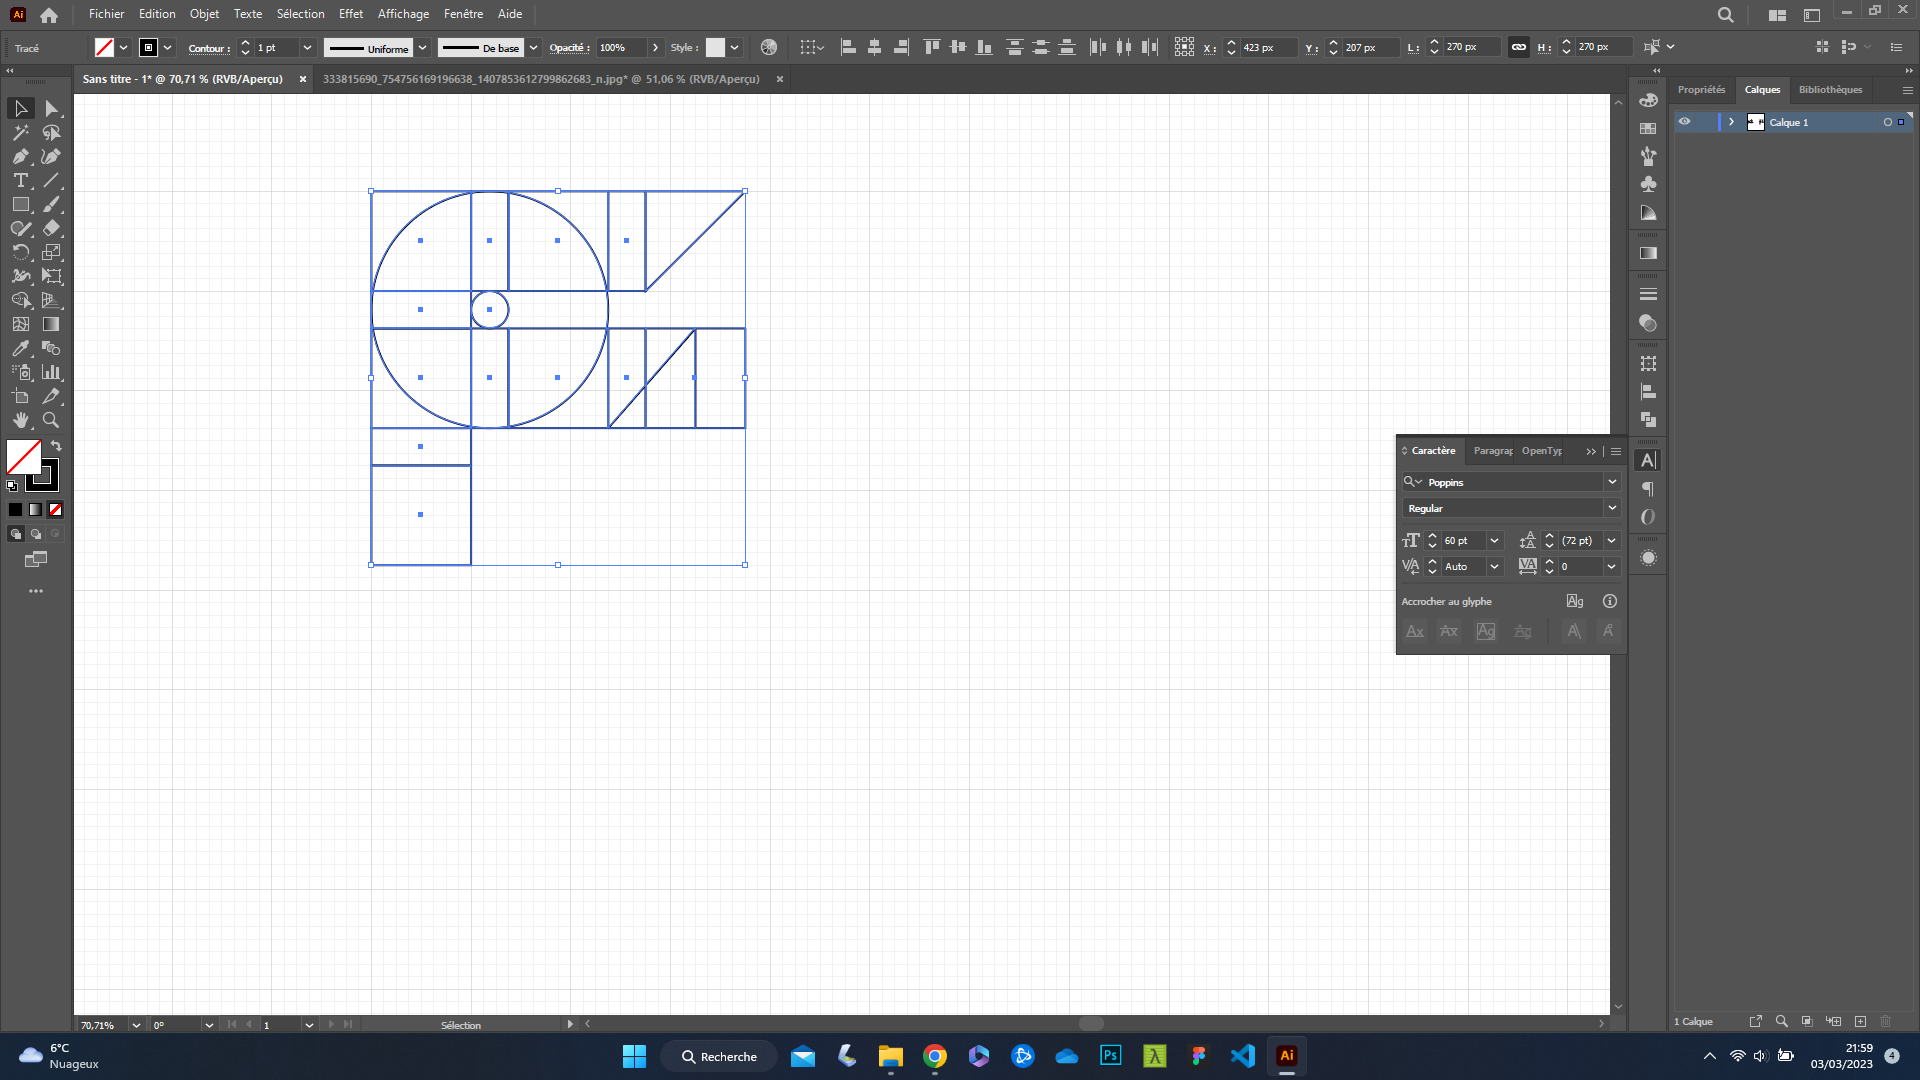 Ai Fichier Edition Objet Texte Sélection Effet Affichage Fenêtre Aide
Tracé Contour : 1 pt Uniforme De base Opacité : 100% Style : X : 423 px Y : 207 px L : 270 px H : 270 px
Sans titre - 1* @ 70,71 % (RVB/Aperçu) × 333815690_754756169196638_1407853612799862683_n.jpg* @ 51,06 % (RVB/Aperçu) ×
Propriétés Calques Bibliothèques
Calque 1
Caractère Paragrap OpenTyp
Poppins
Regular
60 pt (72 pt)
Auto 0
Accrocher au glyphe
70,71% 0° 1 Sélection
1 Calque
6°C
Nuageux
Recherche
Ps
Ai
21:59
03/03/2023
4